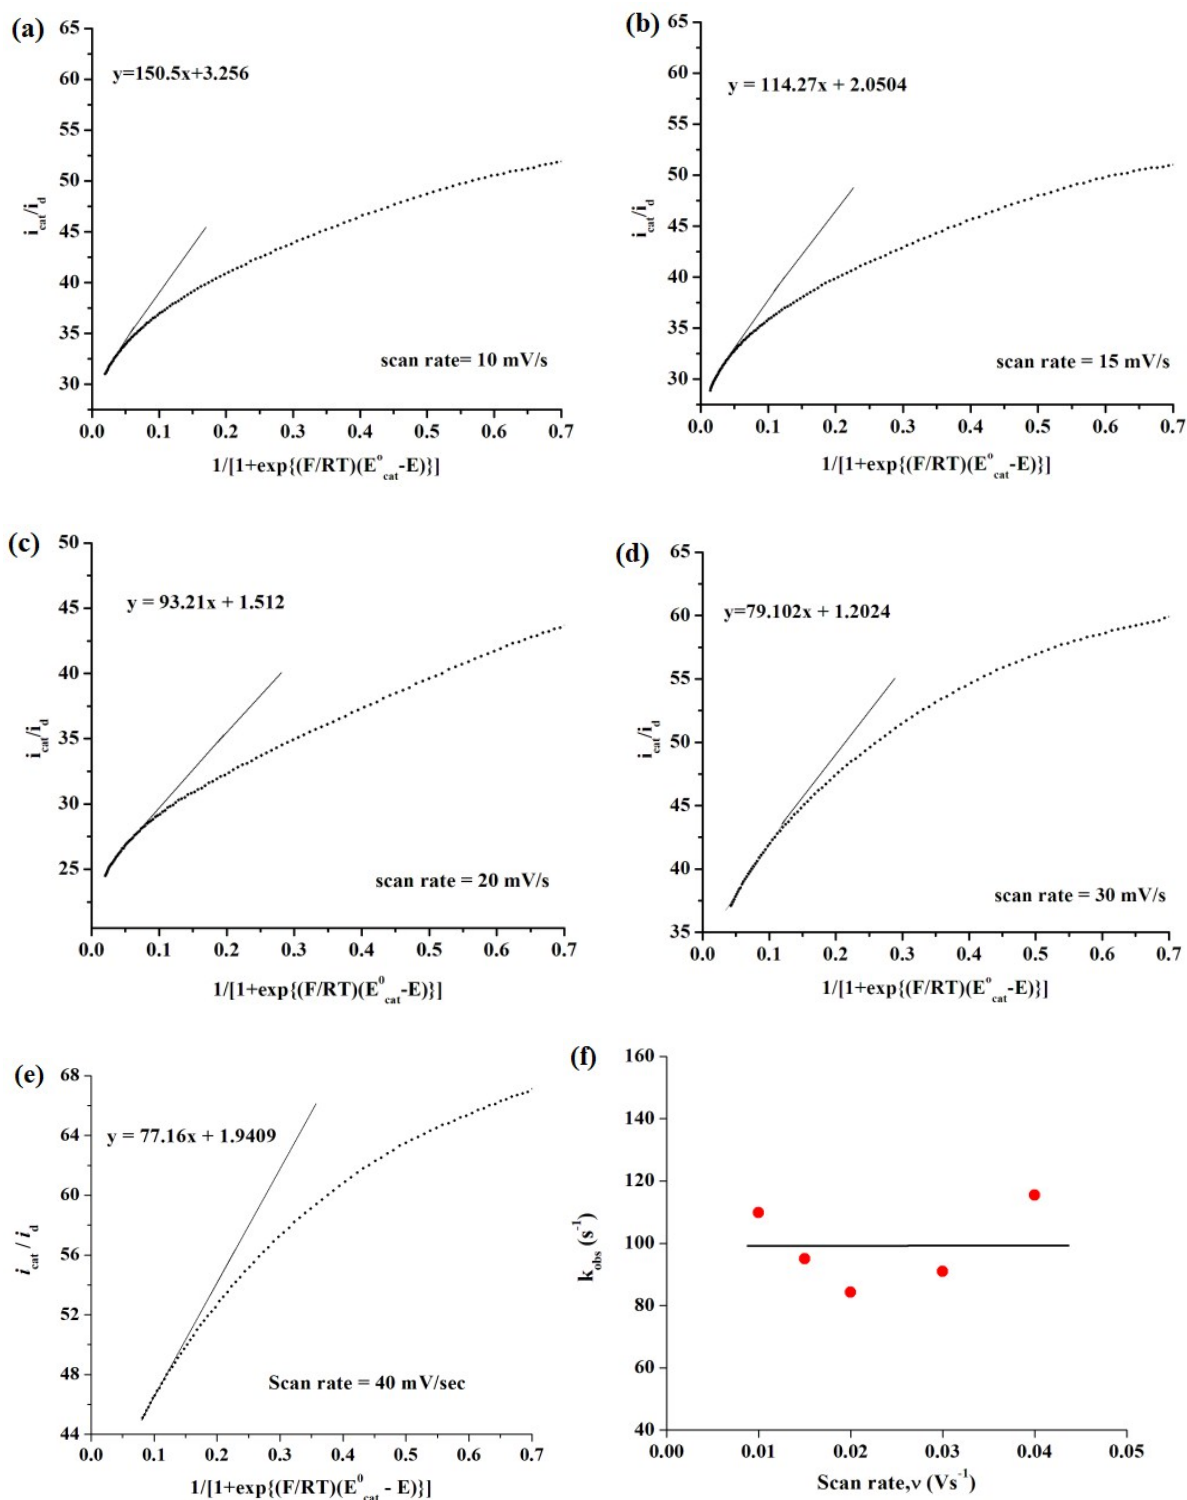 (a)
65
60
55
50
45
40
35
30
i_cat/i_d
y=150.5x+3.256
scan rate= 10 mV/s
0.0 0.1 0.2 0.3 0.4 0.5 0.6 0.7
1/[1+exp{(F/RT)(E°_cat-E)}]
(b)
65
60
55
50
45
40
35
30
i_cat/i_d
y = 114.27x + 2.0504
scan rate = 15 mV/s
0.0 0.1 0.2 0.3 0.4 0.5 0.6 0.7
1/[1+exp{(F/RT)(E°_cat-E)}]
(c)
50
45
40
35
30
25
i_cat/i_d
y = 93.21x + 1.512
scan rate = 20 mV/s
0.0 0.1 0.2 0.3 0.4 0.5 0.6 0.7
1/[1+exp{(F/RT)(E⁰_cat-E)}]
(d)
65
60
55
50
45
40
35
i_cat/i_d
y=79.102x + 1.2024
scan rate = 30 mV/s
0.0 0.1 0.2 0.3 0.4 0.5 0.6 0.7
1/[1+exp{(F/RT)(E°_cat-E)}]
(e)
68
64
60
56
52
48
44
i_cat / i_d
y = 77.16x + 1.9409
Scan rate = 40 mV/sec
0.0 0.1 0.2 0.3 0.4 0.5 0.6 0.7
1/[1+exp{(F/RT)(E⁰_cat - E)}]
(f)
160
140
120
100
80
60
40
k_obs (s⁻¹)
0.00 0.01 0.02 0.03 0.04 0.05
Scan rate,ν (Vs⁻¹)